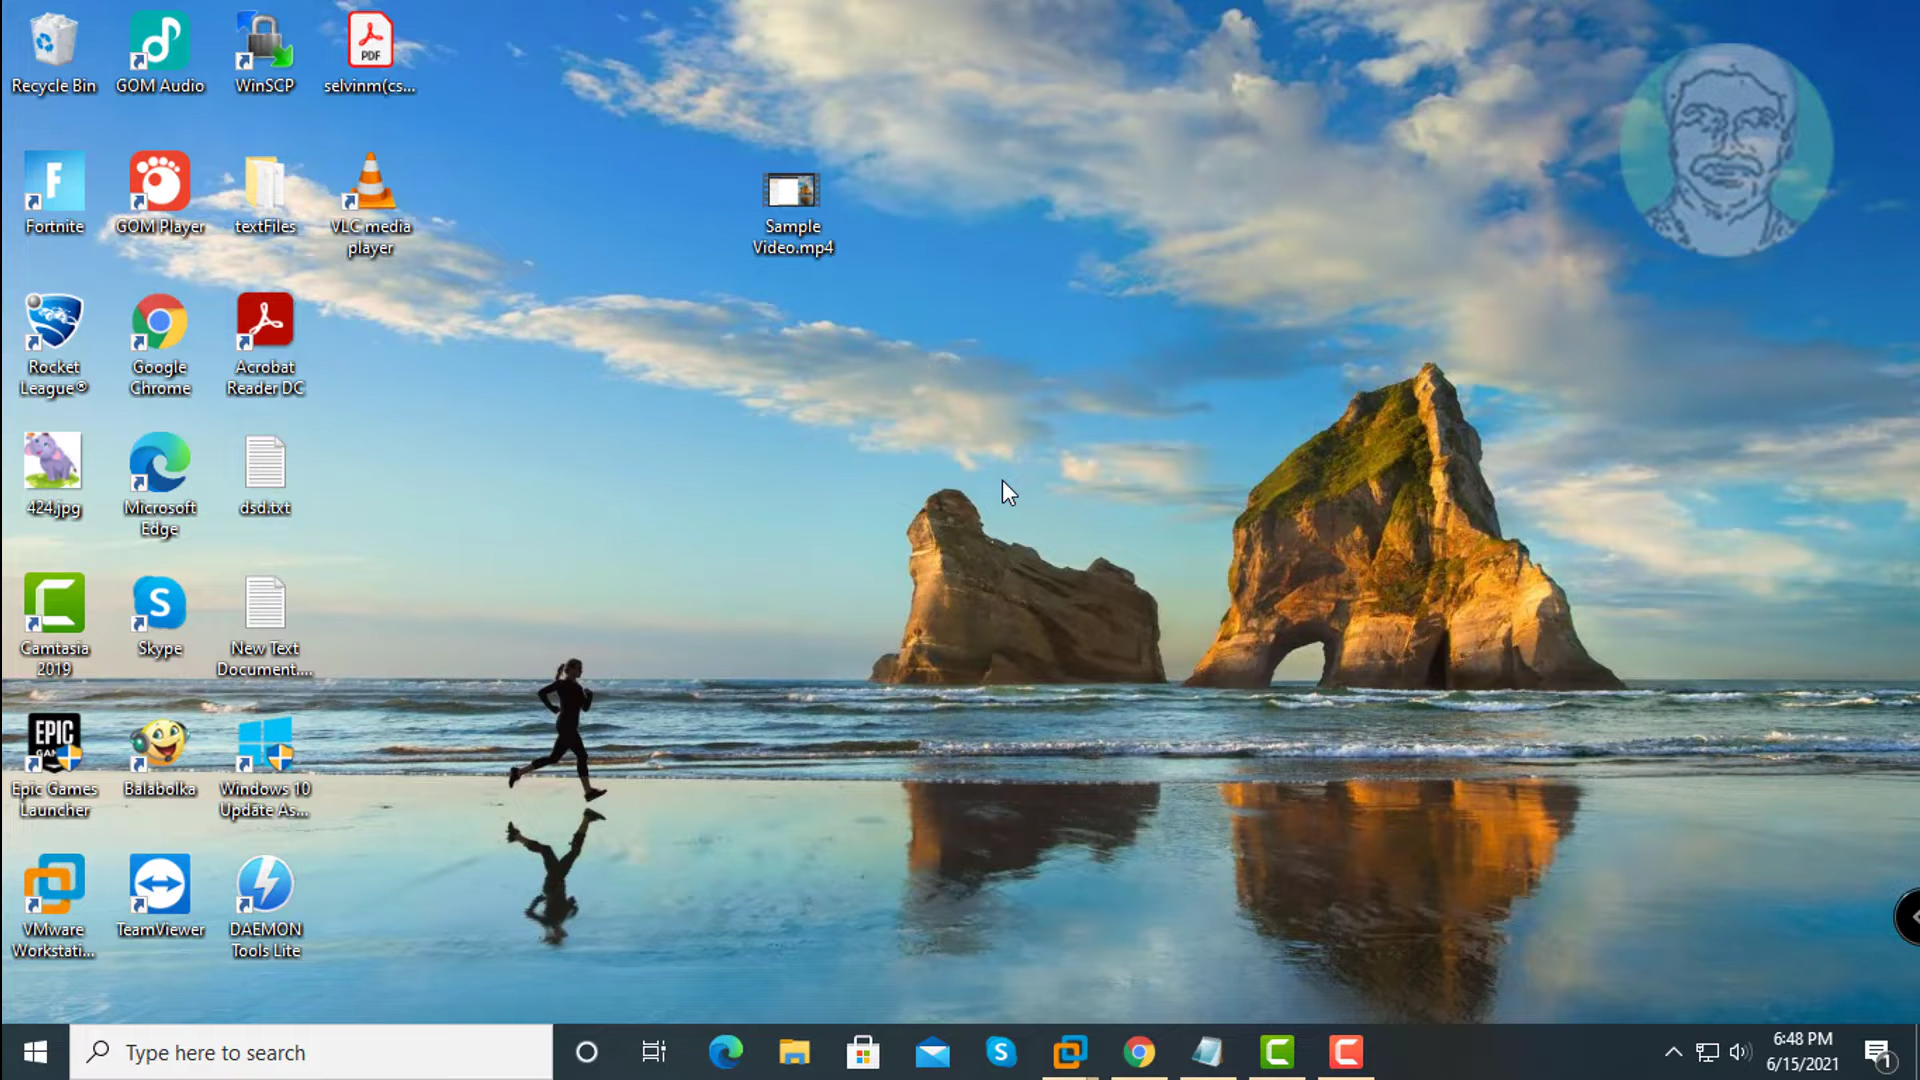 Recycle Bin
GOM Audio
WinSCP
PDF
selvinm(cs...
F
Fortnite
GOM Player
textFiles
VLC media
player
Sample
Video.mp4
Rocket
League®
Google
Chrome
Acrobat
Reader DC
424.jpg
Microsoft
Edge
dsd.txt
Camtasia
2019
S
Skype
New Text
Document....
EPIC
Epic Games
Launcher
Balabolka
Windows 10
Update As...
VMware
Workstati...
TeamViewer
DAEMON
Tools Lite
Type here to search
S
6:48 PM
6/15/2021
1